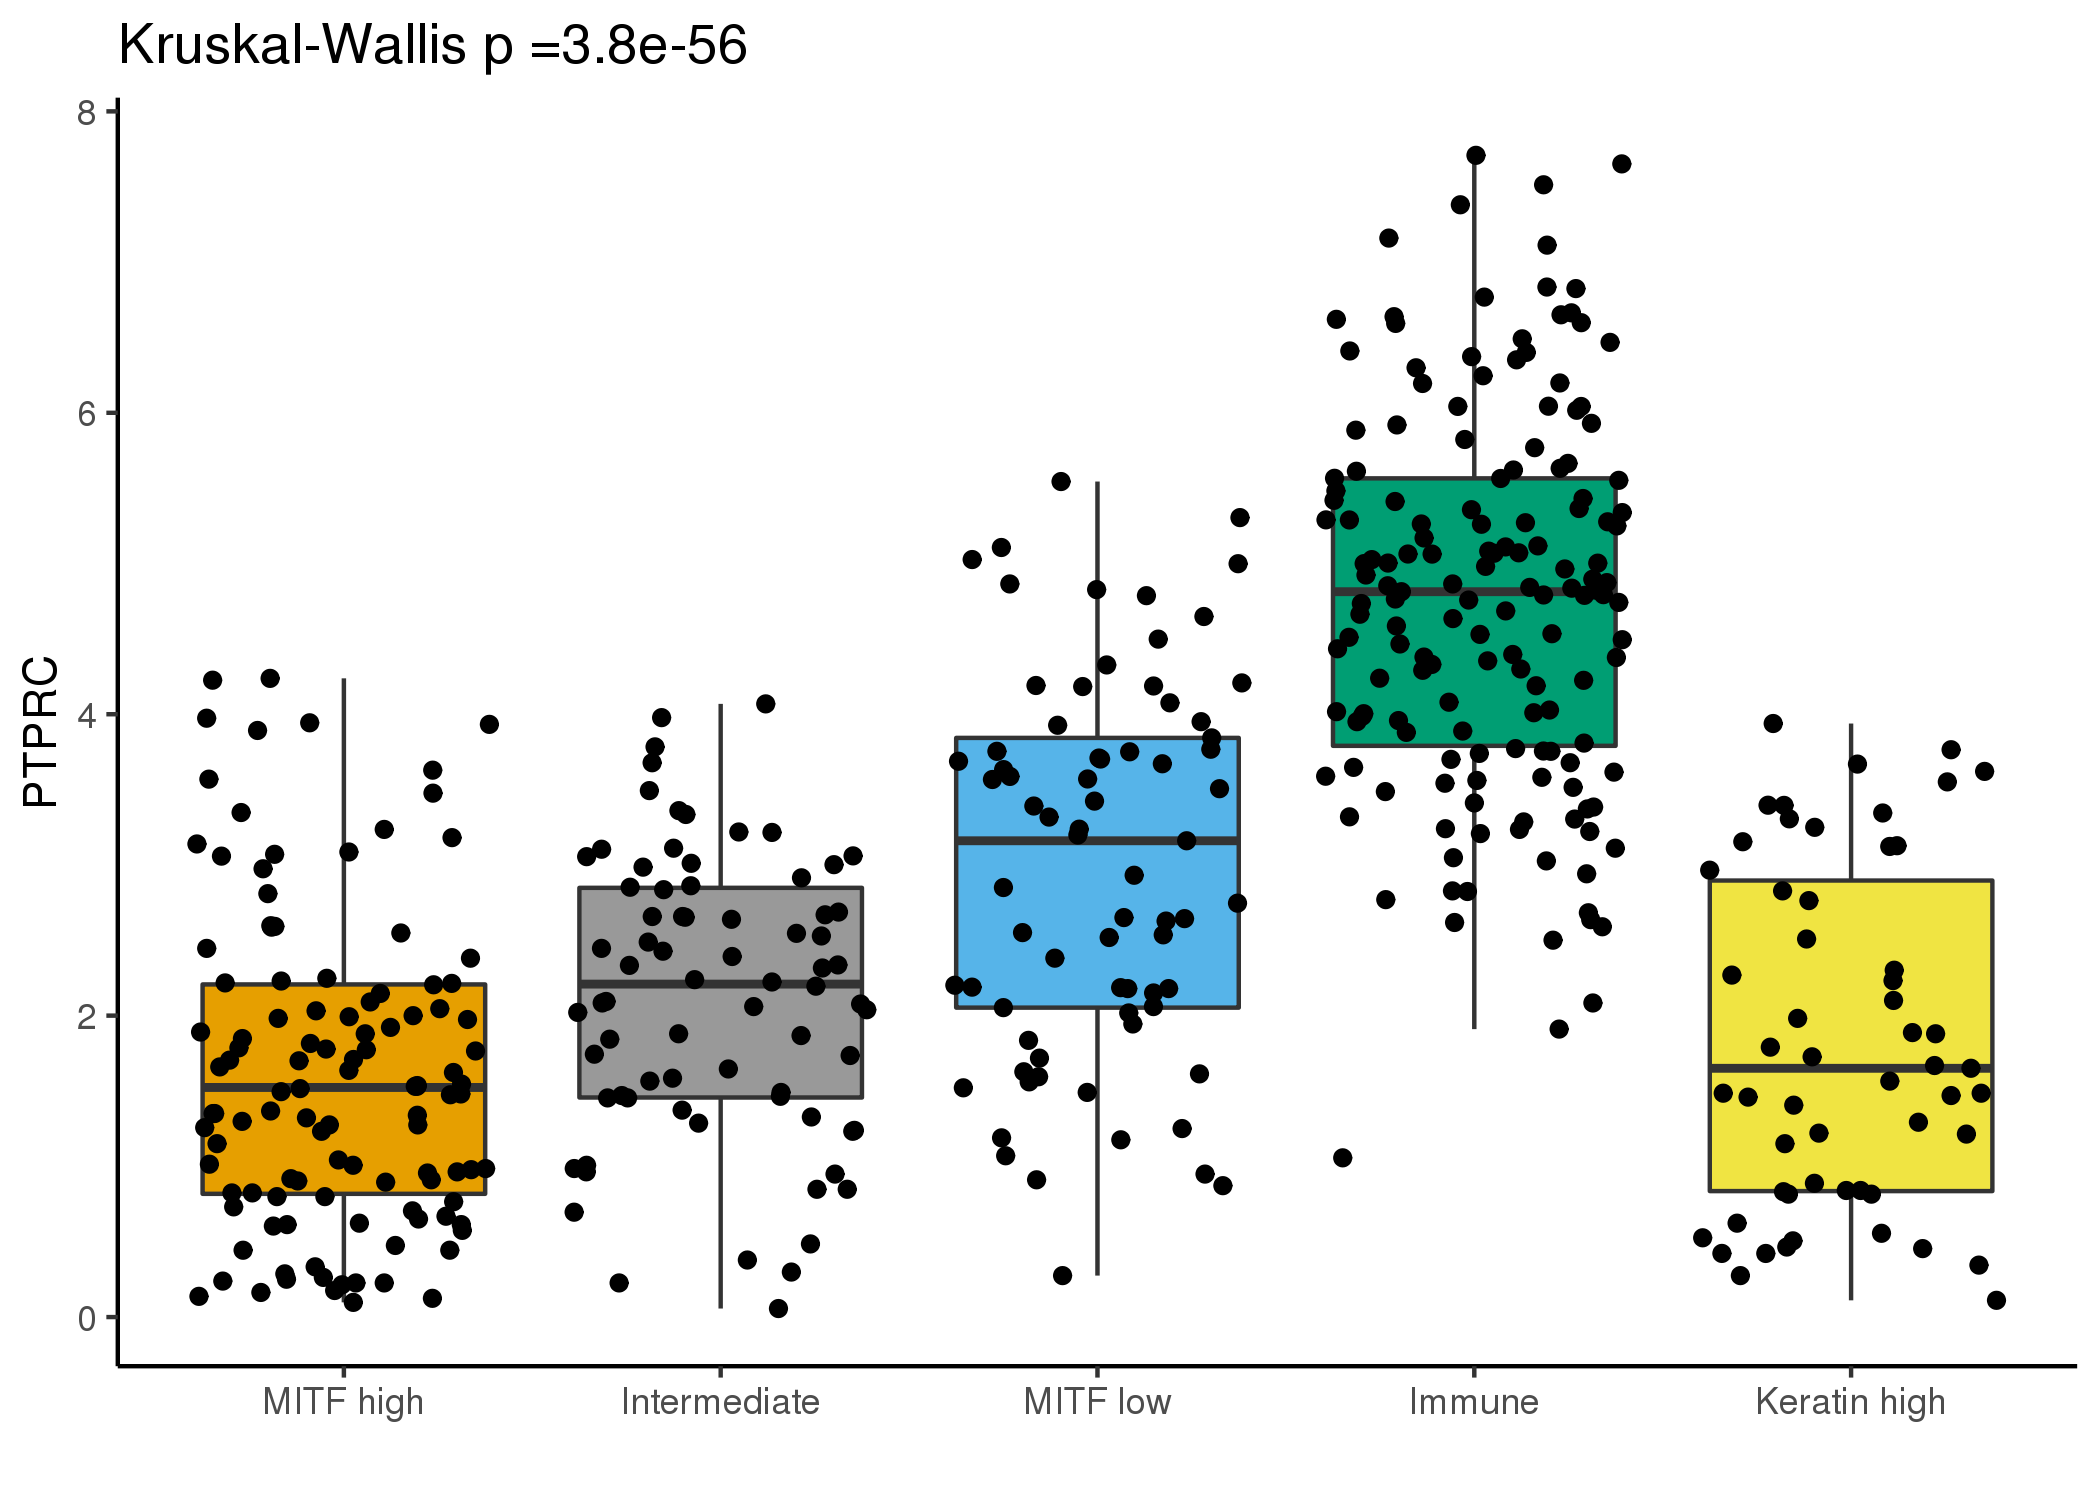 Kruskal-Wallis p =3.8e-56
8
6
4
2
0
PTPRC
MITF high
Intermediate
MITF low
Immune
Keratin high